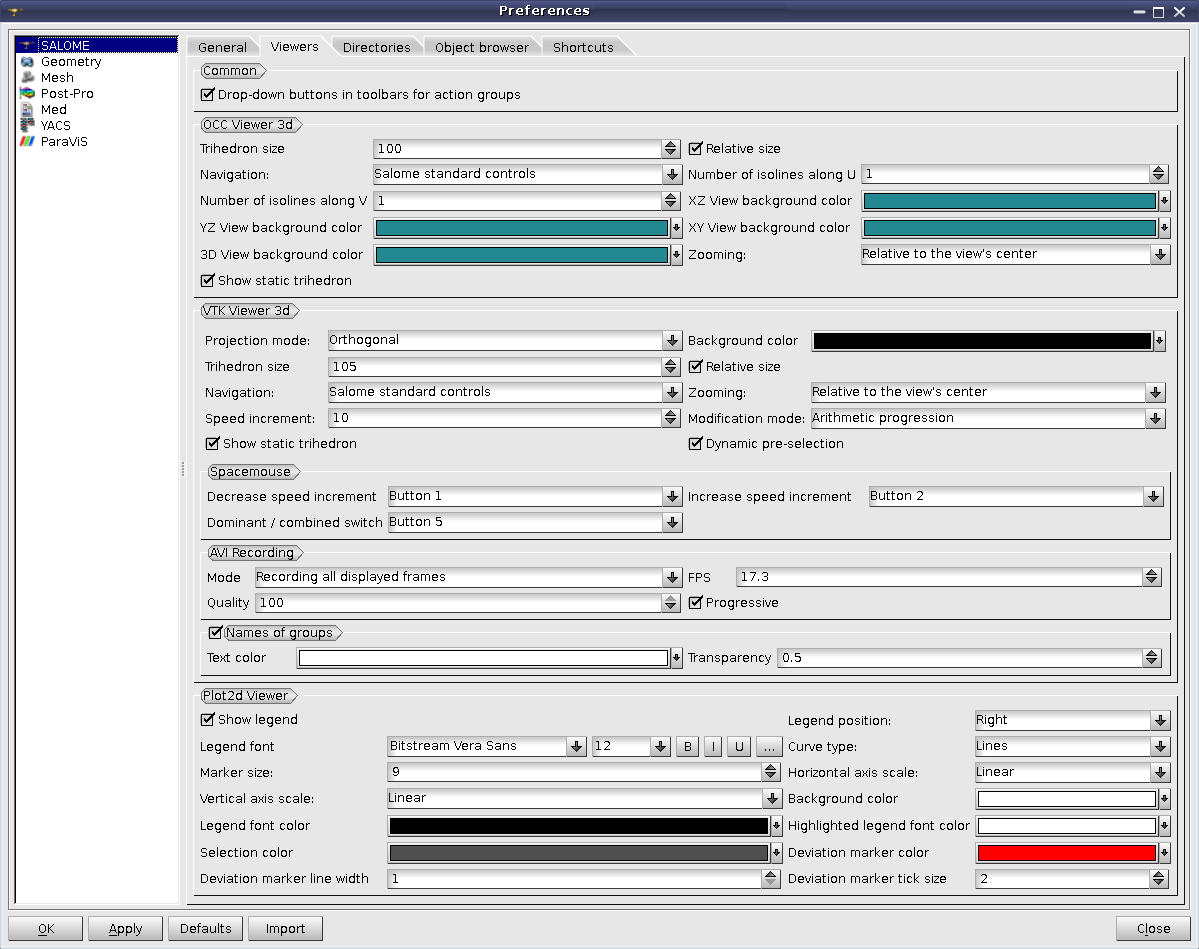 Preferences
SALOME
Geometry
Mesh
Post-Pro
Med
YACS
ParaViS
General Viewers Directories Object browser Shortcuts
Common
Drop-down buttons in toolbars for action groups
OCC Viewer 3d
Trihedron size 100 Relative size
Navigation: Salome standard controls Number of isolines along U 1
Number of isolines along V 1 XZ View background color
YZ View background color XY View background color
3D View background color Zooming: Relative to the view's center
Show static trihedron
VTK Viewer 3d
Projection mode: Orthogonal Background color
Trihedron size 105 Relative size
Navigation: Salome standard controls Zooming: Relative to the view's center
Speed increment: 10 Modification mode: Arithmetic progression
Show static trihedron Dynamic pre-selection
Spacemouse
Decrease speed increment Button 1 Increase speed increment Button 2
Dominant / combined switch Button 5
AVI Recording
Mode Recording all displayed frames FPS 17.3
Quality 100 Progressive
Names of groups
Text color Transparency 0.5
Plot2d Viewer
Show legend Legend position: Right
Legend font Bitstream Vera Sans 12 B I U ... Curve type: Lines
Marker size: 9 Horizontal axis scale: Linear
Vertical axis scale: Linear Background color
Legend font color Highlighted legend font color
Selection color Deviation marker color
Deviation marker line width 1 Deviation marker tick size 2
OK Apply Defaults Import Close